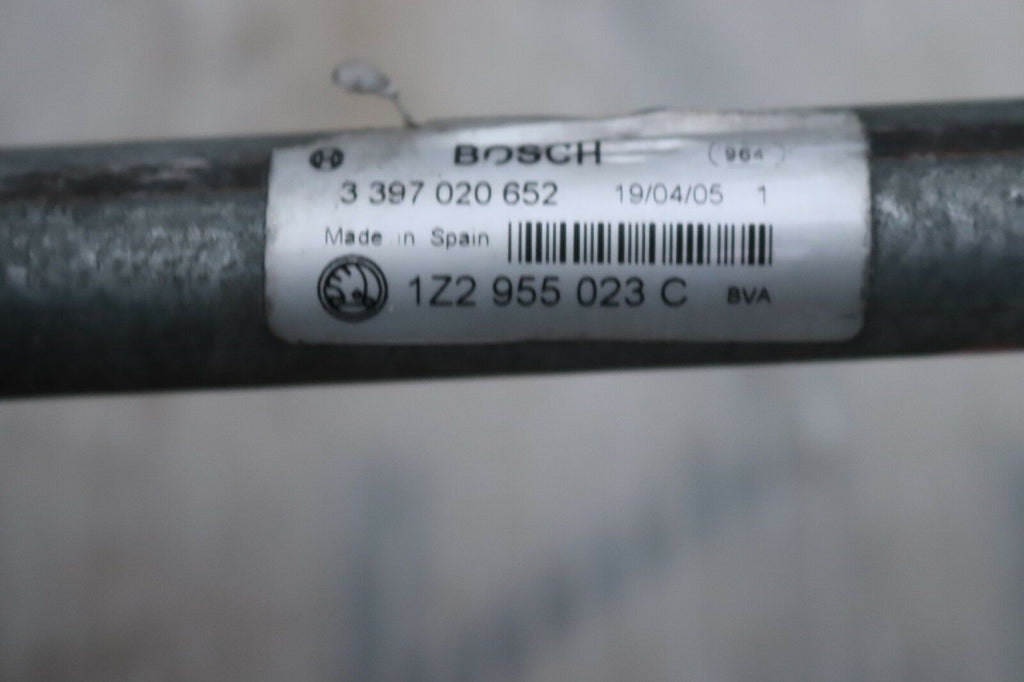 BOSCH (964)
3 397 020 652 19/04/05 1
Made in Spain
1Z2 955 023 C BVA